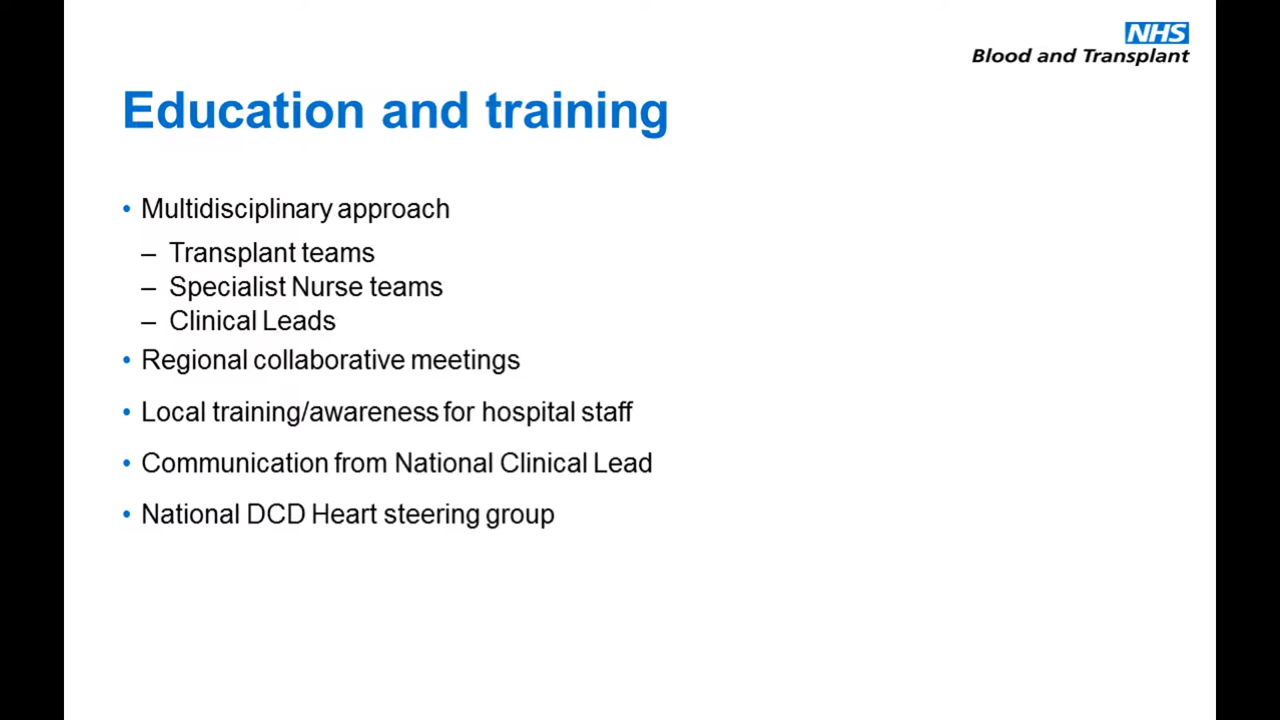 NHS
Blood and Transplant
Education and training
• Multidisciplinary approach
– Transplant teams
– Specialist Nurse teams
– Clinical Leads
• Regional collaborative meetings
• Local training/awareness for hospital staff
• Communication from National Clinical Lead
• National DCD Heart steering group